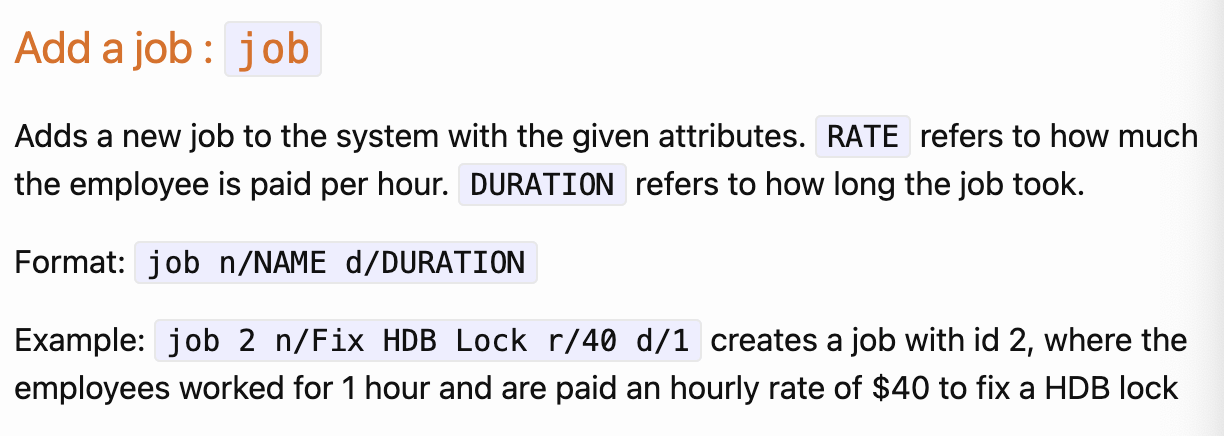 Add a job : job
Adds a new job to the system with the given attributes. RATE refers to how much
the employee is paid per hour. DURATION refers to how long the job took.
Format: job n/NAME d/DURATION
Example: job 2 n/Fix HDB Lock r/40 d/1 creates a job with id 2, where the
employees worked for 1 hour and are paid an hourly rate of $40 to fix a HDB lock